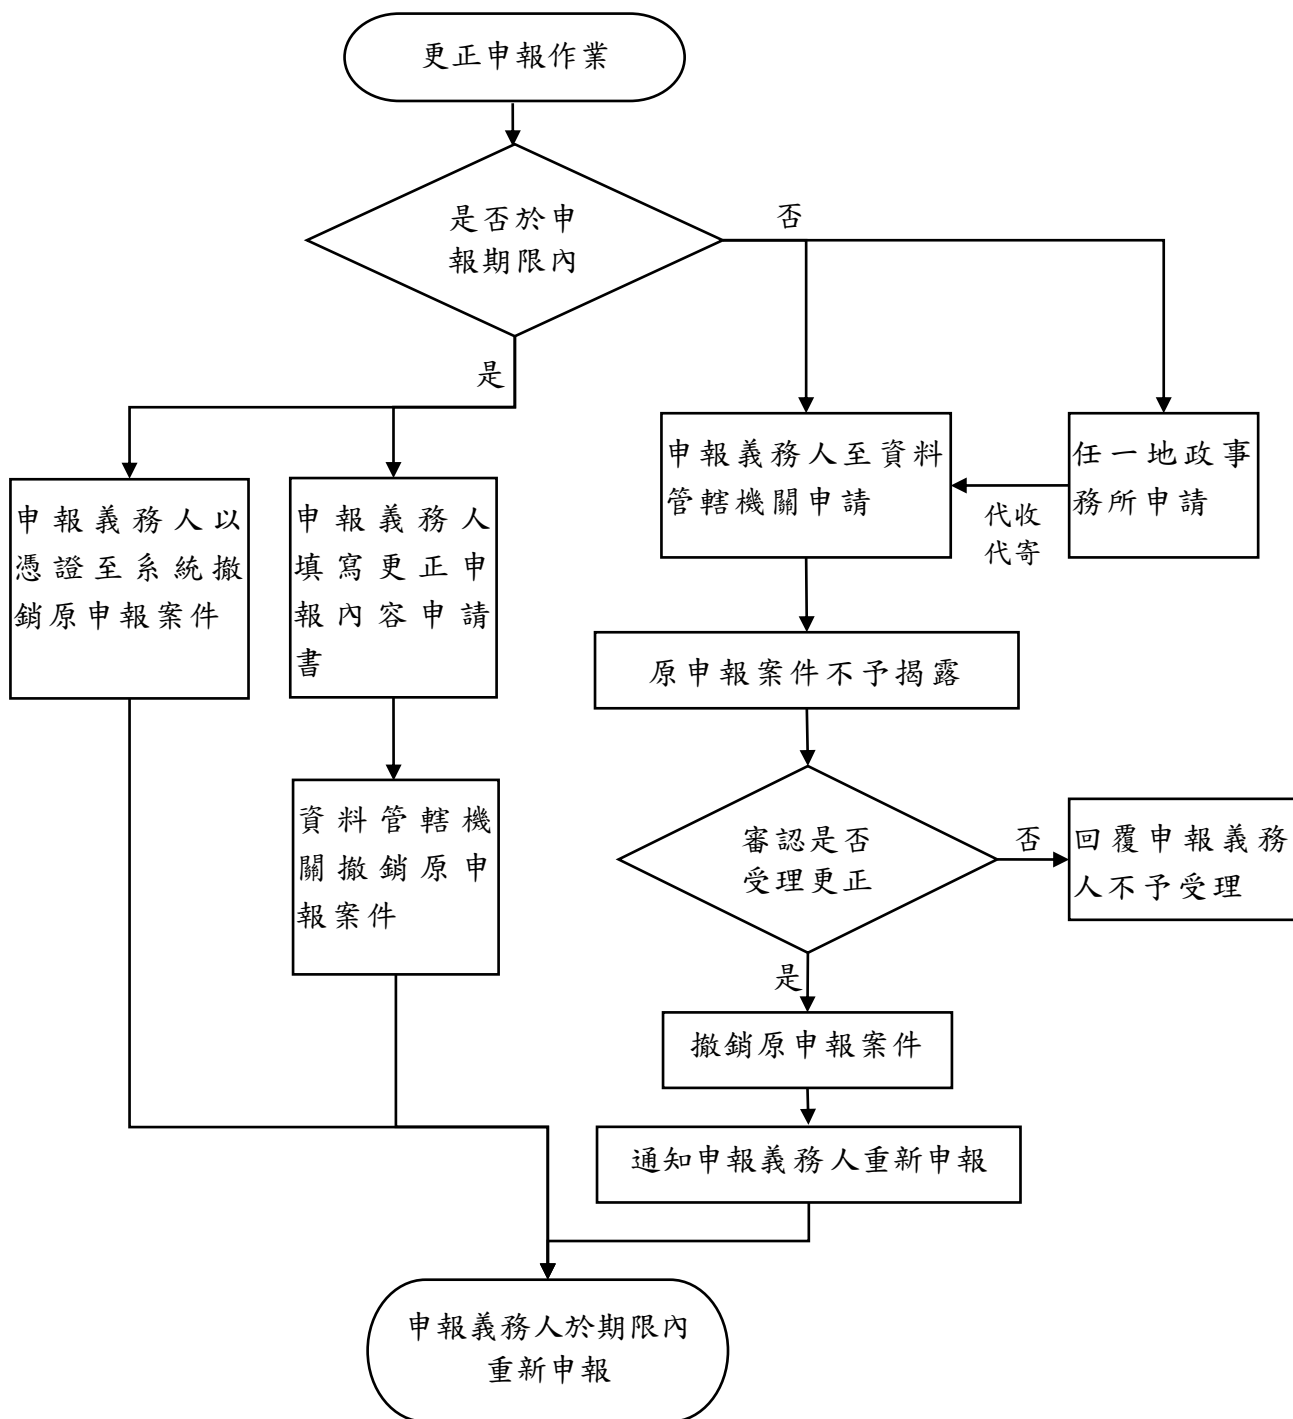 更正申報作業
是否於申
報期限內
否
是
申報義務人至資料
管轄機關申請
任一地政事
務所申請
代收
代寄
申報義務人以
憑證至系統撤
銷原申報案件
申報義務人
填寫更正申
報內容申請
書
原申報案件不予揭露
資料管轄機
關撤銷原申
報案件
審認是否
受理更正
否
回覆申報義務
人不予受理
是
撤銷原申報案件
通知申報義務人重新申報
申報義務人於期限內
重新申報